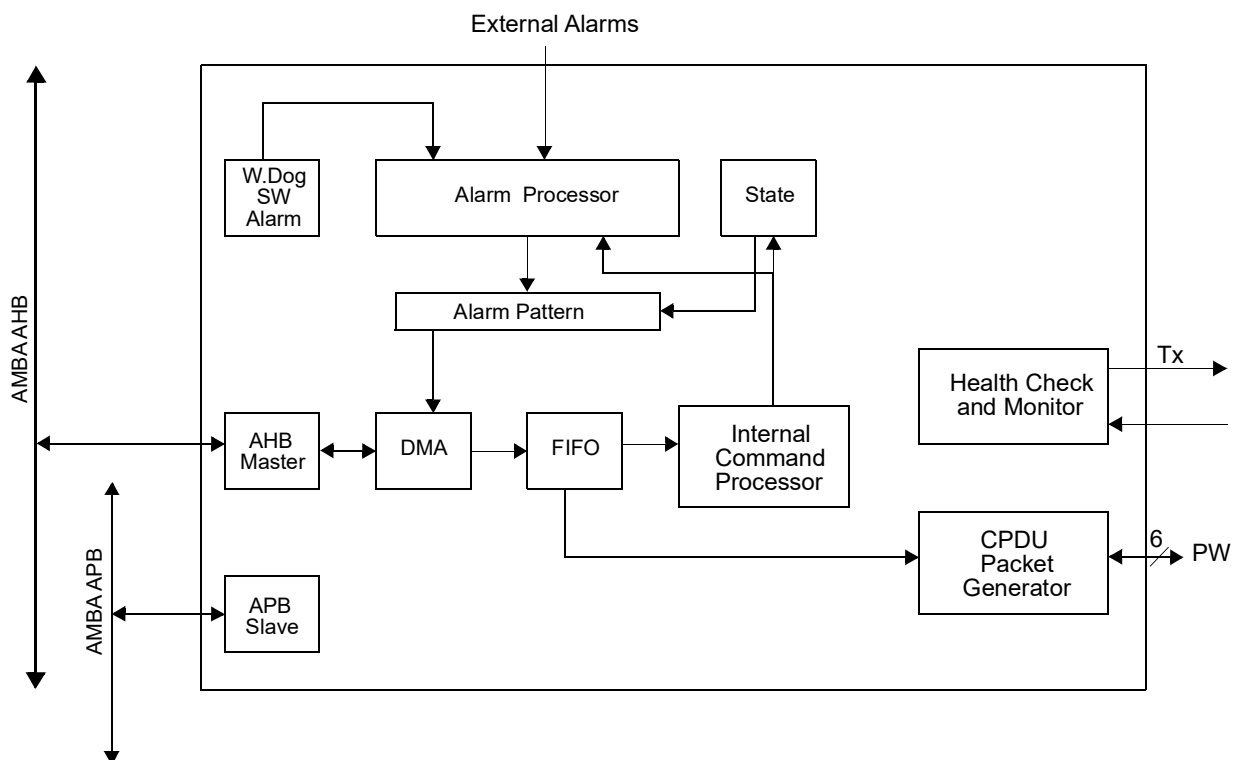 External Alarms
W.Dog
SW
Alarm
Alarm Processor
State
Alarm Pattern
AMBA AHB
Health Check
and Monitor
Tx
AHB
Master
DMA
FIFO
Internal
Command
Processor
AMBA APB
APB
Slave
CPDU
Packet
Generator
6
PW